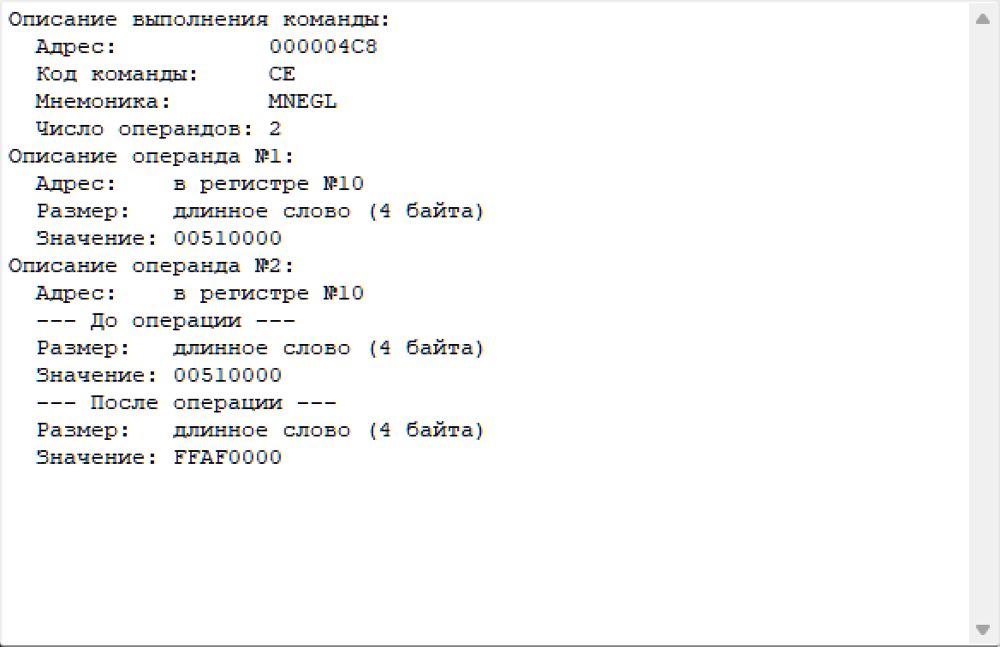 Описание выполнения команды:
  Адрес:           000004C8
  Код команды:     CE
  Мнемоника:       MNEGL
  Число операндов: 2
Описание операнда №1:
  Адрес:    в регистре №10
  Размер:   длинное слово (4 байта)
  Значение: 00510000
Описание операнда №2:
  Адрес:    в регистре №10
  --- До операции ---
  Размер:   длинное слово (4 байта)
  Значение: 00510000
  --- После операции ---
  Размер:   длинное слово (4 байта)
  Значение: FFAF0000